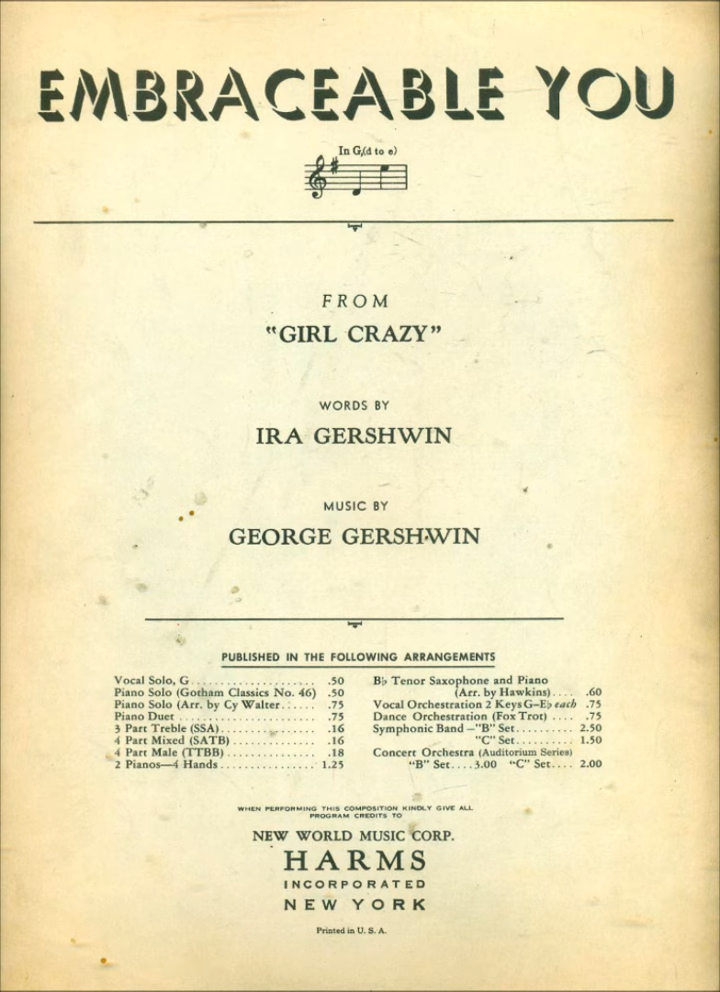 EMBRACEABLE YOU
In G, (d to e)
FROM
"GIRL CRAZY"
WORDS BY
IRA GERSHWIN
MUSIC BY
GEORGE GERSHWIN
PUBLISHED IN THE FOLLOWING ARRANGEMENTS
Vocal Solo, G .................... .50
Piano Solo (Gotham Classics No. 46) .50
Piano Solo (Arr. by Cy Walter...... .75
Piano Duet ...................... .75
3 Part Treble (SSA)................ .16
4 Part Mixed (SATB) .............. .16
4 Part Male (TTBB) ............... .18
2 Pianos—4 Hands ............... 1.25
B♭ Tenor Saxophone and Piano
(Arr. by Hawkins).... .60
Vocal Orchestration 2 Keys G-E♭ each .75
Dance Orchestration (Fox Trot) .... .75
Symphonic Band —"B" Set.......... 2.50
"C" Set.......... 1.50
Concert Orchestra (Auditorium Series)
"B" Set....3.00 "C" Set.... 2.00
WHEN PERFORMING THIS COMPOSITION KINDLY GIVE ALL
PROGRAM CREDITS TO
NEW WORLD MUSIC CORP.
HARMS
INCORPORATED
NEW YORK
Printed in U. S. A.